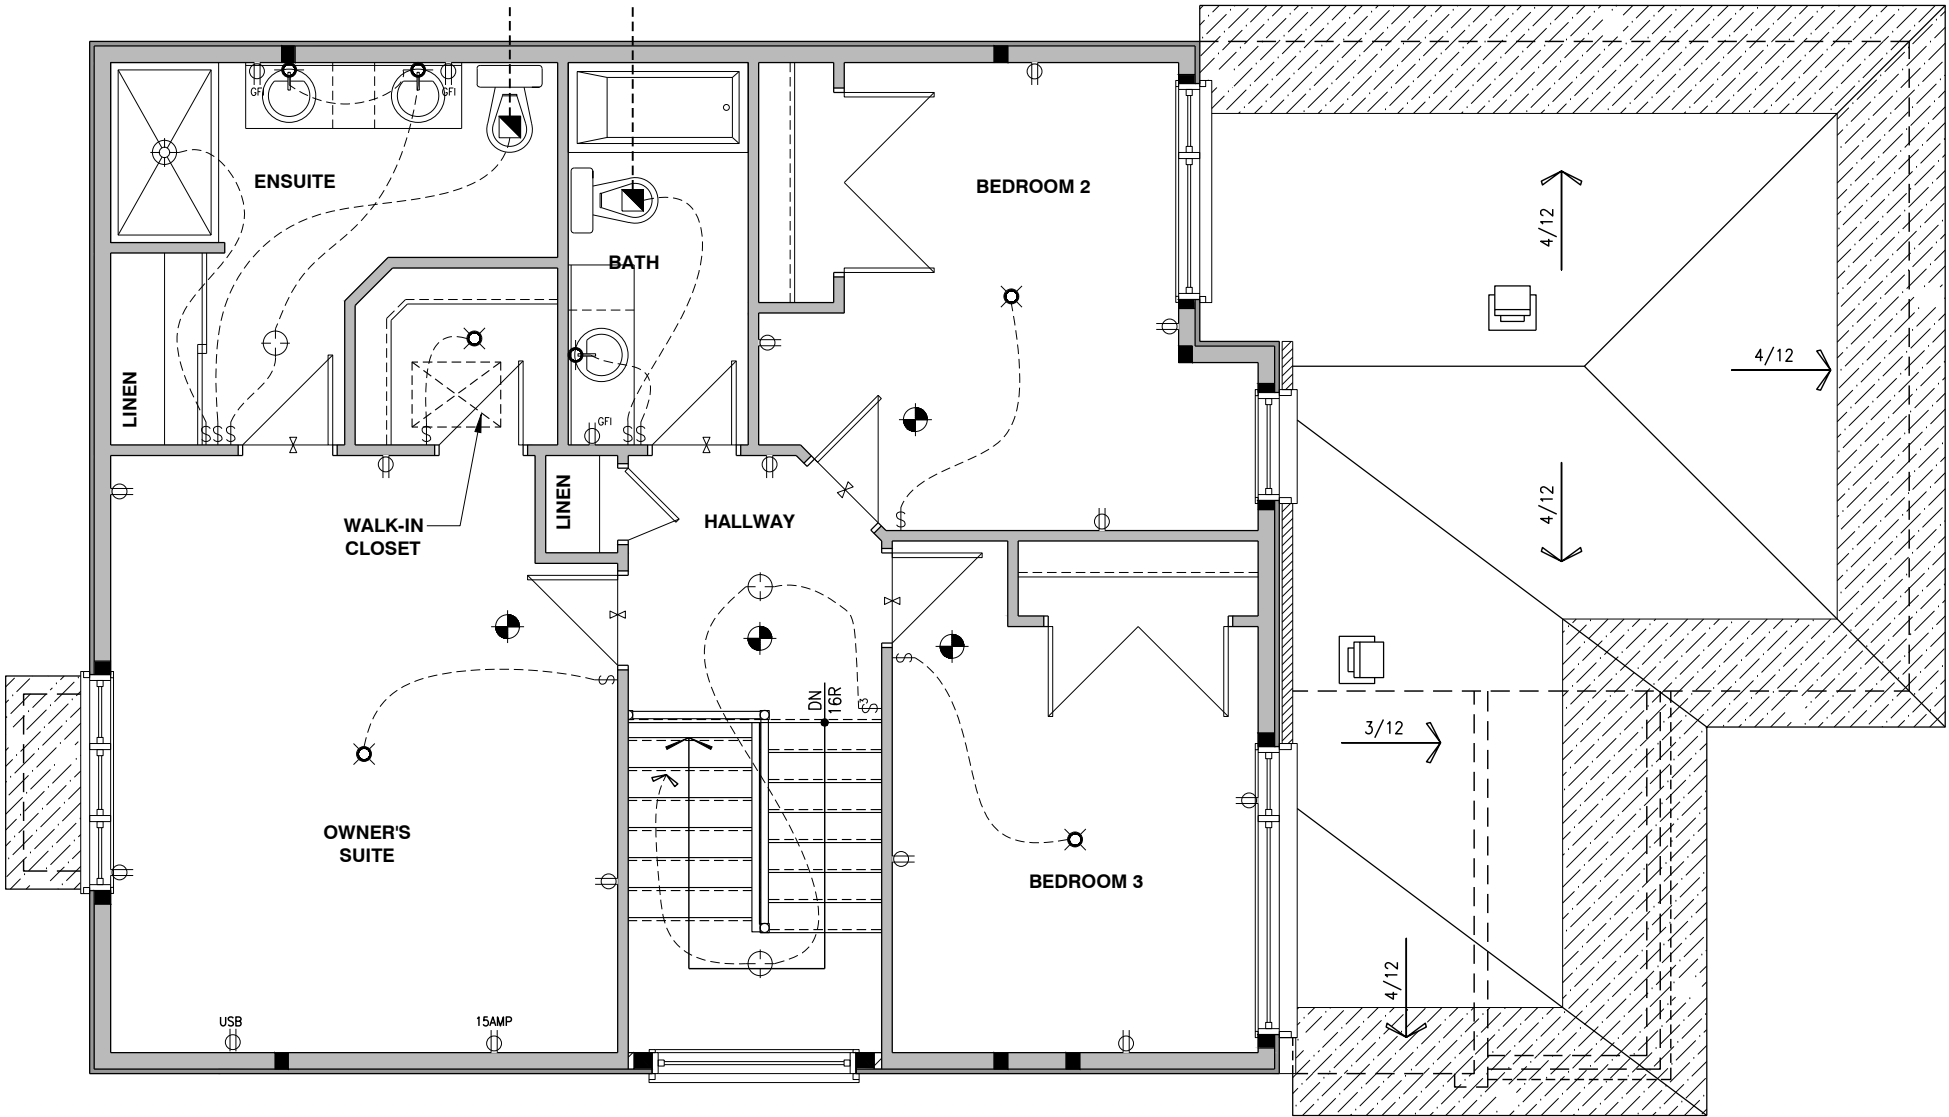 GFI
GFI
ENSUITE
BEDROOM 2
4/12
BATH
4/12
LINEN
GFI
S S S
S
S S
LINEN
WALK-IN
CLOSET
HALLWAY
S
4/12
S
S
DN
16R
S3
3/12
OWNER'S
SUITE
BEDROOM 3
4/12
USB
15AMP